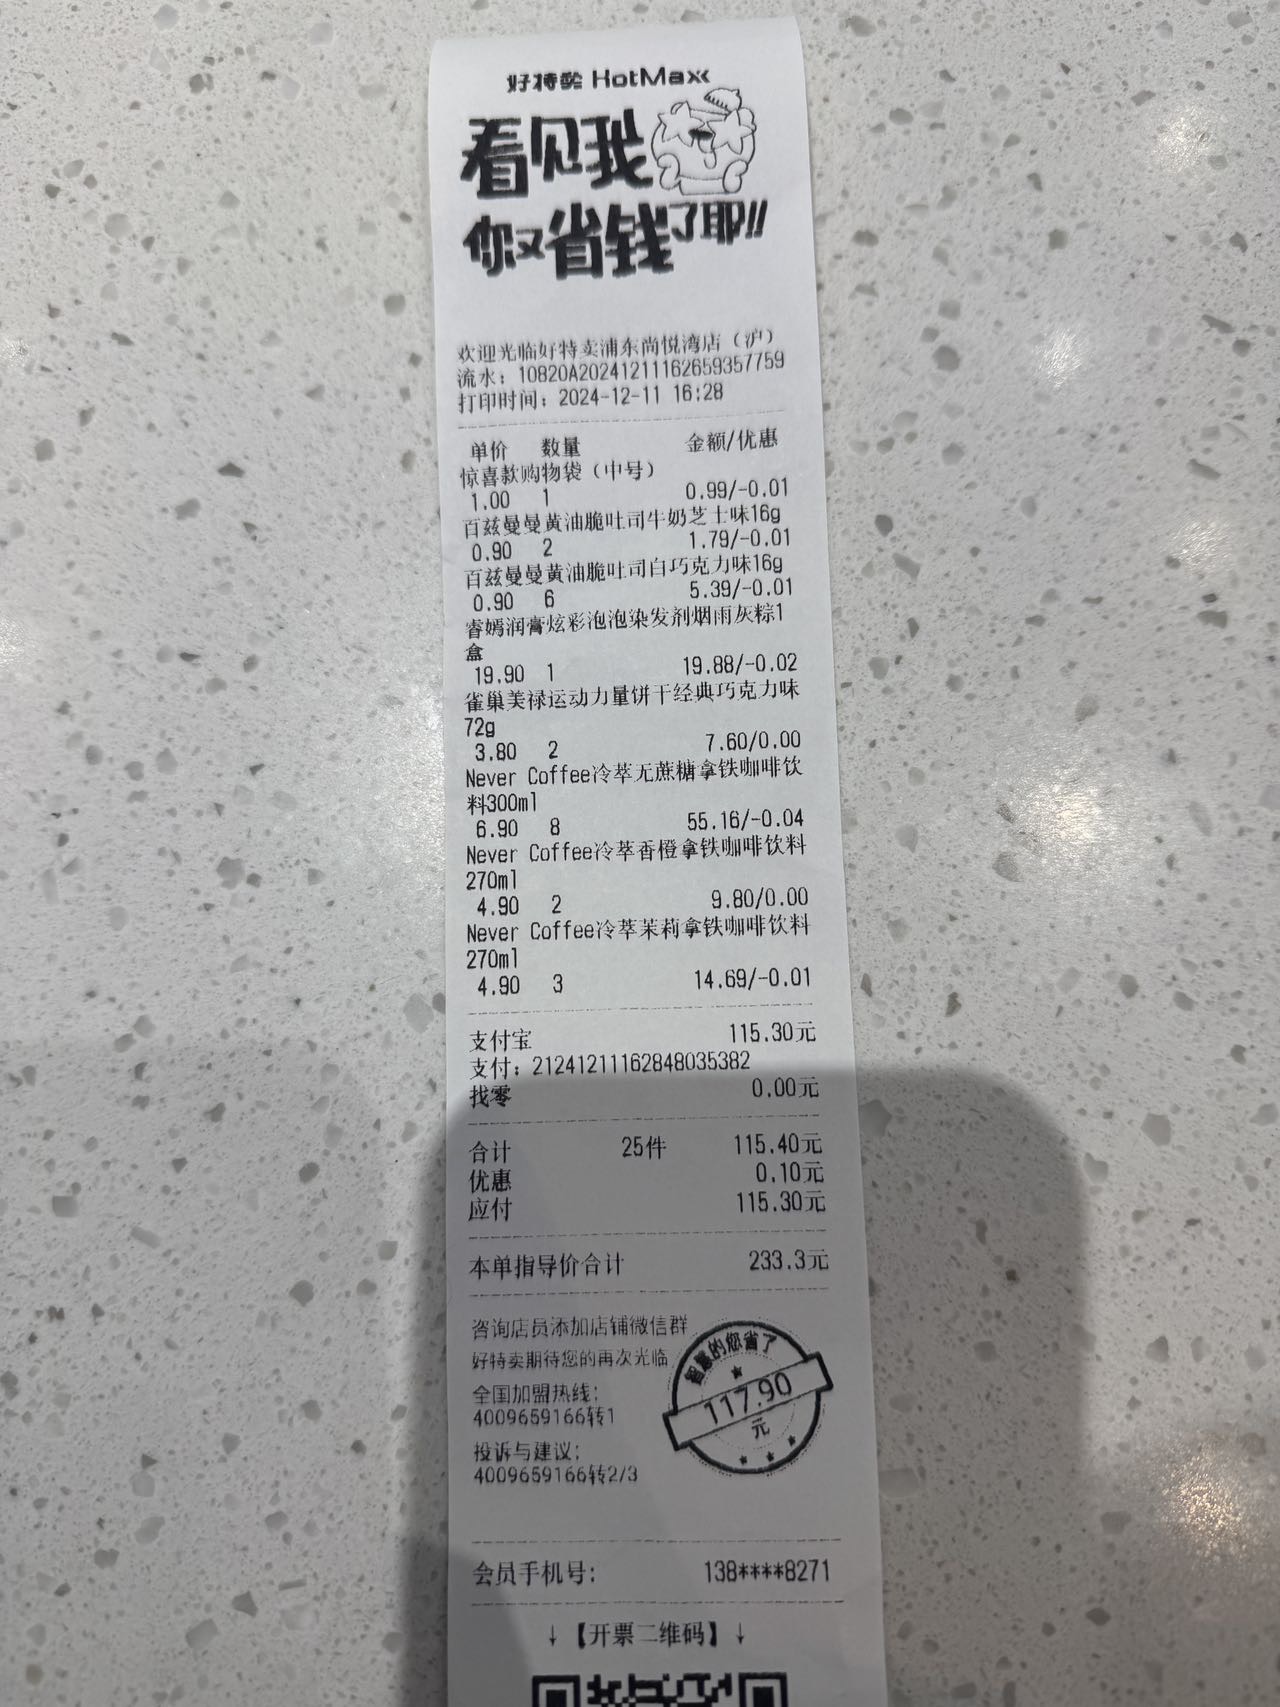 好特卖 HotMaxx
看见我
你又省钱了耶!!
欢迎光临好特卖浦东尚悦湾店（沪）
流水：10820A20241211162659357759
打印时间：2024-12-11 16:28
单价 数量 金额/优惠
惊喜款购物袋（中号）
1.00 1 0.99/-0.01
百兹曼曼黄油脆吐司牛奶芝士味16g
0.90 2 1.79/-0.01
百兹曼曼黄油脆吐司白巧克力味16g
0.90 6 5.39/-0.01
睿嫣润膏炫彩泡泡染发剂烟雨灰粽1
盒
19.90 1 19.88/-0.02
雀巢美禄运动力量饼干经典巧克力味
72g
3.80 2 7.60/0.00
Never Coffee冷萃无蔗糖拿铁咖啡饮
料300ml
6.90 8 55.16/-0.04
Never Coffee冷萃香橙拿铁咖啡饮料
270ml
4.90 2 9.80/0.00
Never Coffee冷萃茉莉拿铁咖啡饮料
270ml
4.90 3 14.69/-0.01
支付宝 115.30元
支付：21241211162848035382
找零 0.00元
合计 25件 115.40元
优惠 0.10元
应付 115.30元
本单指导价合计 233.3元
咨询店员添加店铺微信群
好特卖期待您的再次光临
全国加盟热线：
4009659166转1
投诉与建议：
4009659166转2/3
智慧的您省了
117.90
元
会员手机号： 138****8271
↓【开票二维码】↓